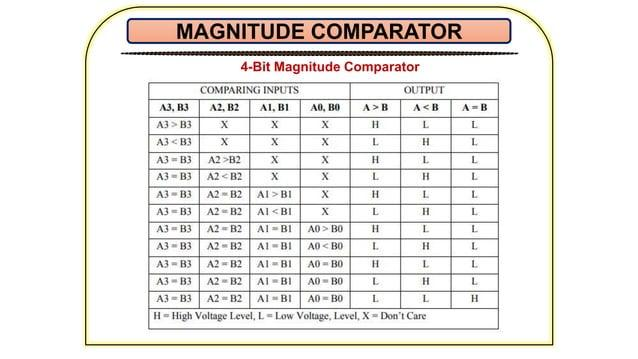 MAGNITUDE COMPARATOR
4-Bit Magnitude Comparator
COMPARING INPUTS OUTPUT
A3, B3 A2, B2 A1, B1 A0, B0 A > B A < B A = B
A3 > B3 X X X H L L
A3 < B3 X X X L H L
A3 = B3 A2 >B2 X X H L L
A3 = B3 A2 < B2 X X L H L
A3 = B3 A2 = B2 A1 > B1 X H L L
A3 = B3 A2 = B2 A1 < B1 X L H L
A3 = B3 A2 = B2 A1 = B1 A0 > B0 H L L
A3 = B3 A2 = B2 A1 = B1 A0 < B0 L H L
A3 = B3 A2 = B2 A1 = B1 A0 = B0 H L L
A3 = B3 A2 = B2 A1 = B1 A0 = B0 L H L
A3 = B3 A2 = B2 A1 = B1 A0 = B0 L L H
H = High Voltage Level, L = Low Voltage, Level, X = Don't Care